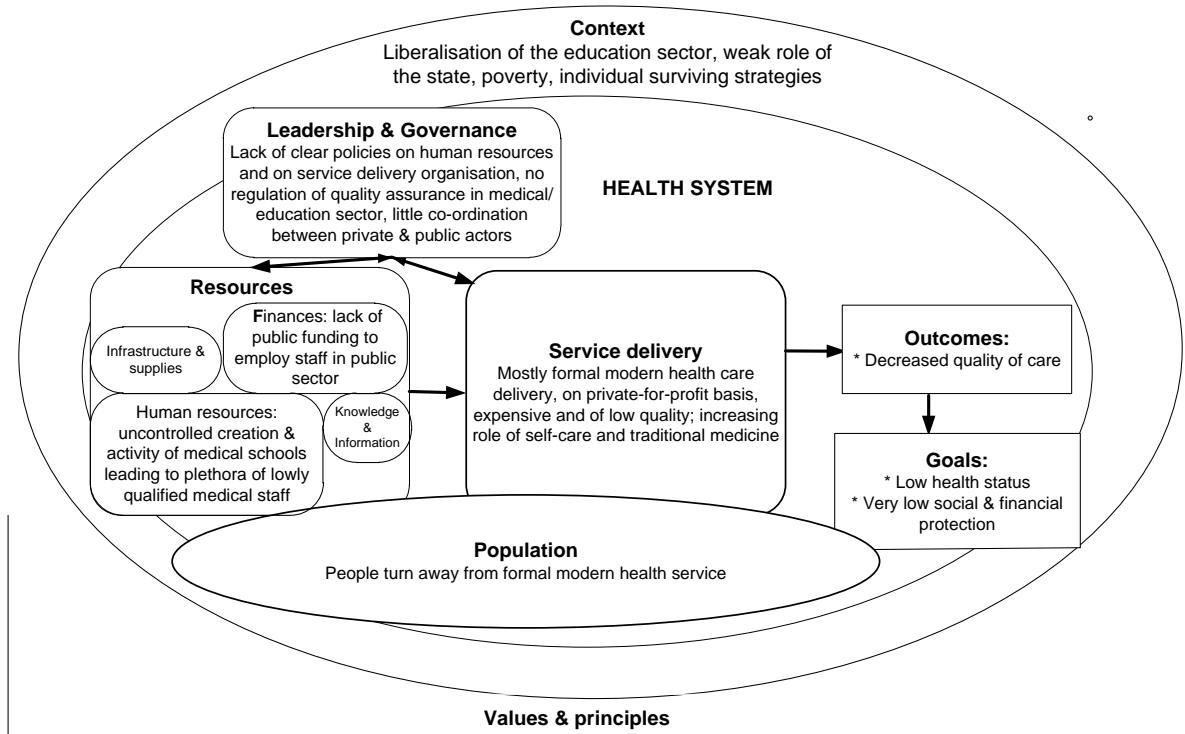 Context
Liberalisation of the education sector, weak role of
the state, poverty, individual surviving strategies
Leadership & Governance
Lack of clear policies on human resources
and on service delivery organisation, no
regulation of quality assurance in medical/
education sector, little co-ordination
between private & public actors
HEALTH SYSTEM
Resources
Infrastructure &
supplies
Finances: lack of
public funding to
employ staff in public
sector
Human resources:
uncontrolled creation &
activity of medical schools
leading to plethora of lowly
qualified medical staff
Knowledge
&
Information
Service delivery
Mostly formal modern health care
delivery, on private-for-profit basis,
expensive and of low quality; increasing
role of self-care and traditional medicine
Outcomes:
* Decreased quality of care
Goals:
* Low health status
* Very low social & financial
protection
Population
People turn away from formal modern health service
Values & principles